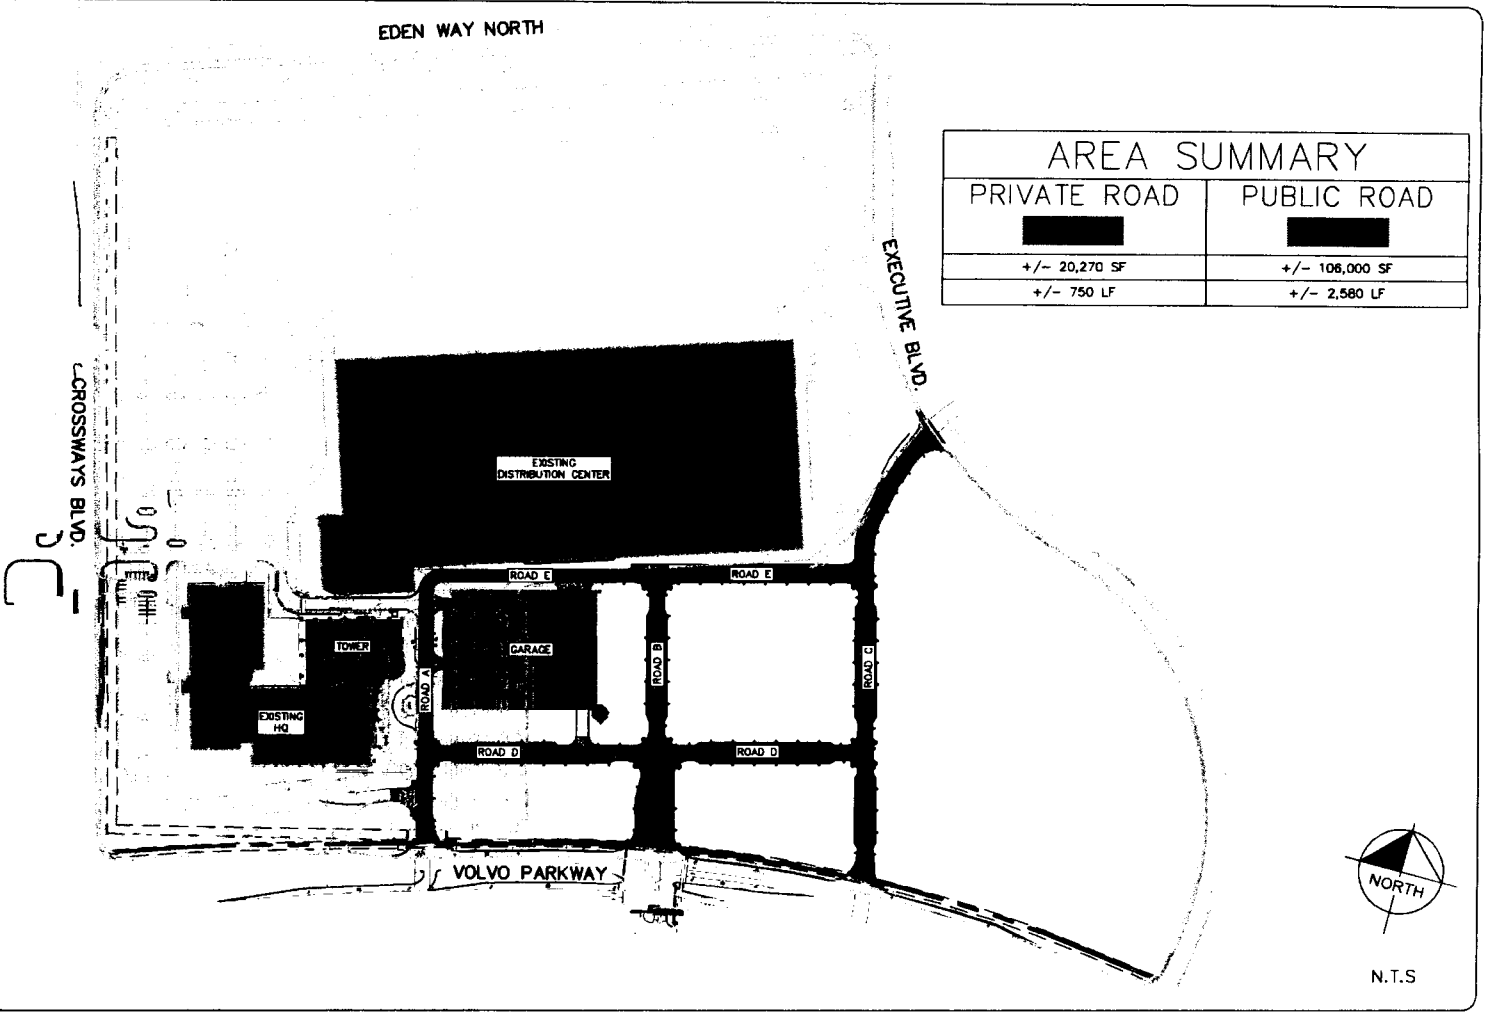 EDEN WAY NORTH
AREA SUMMARY
PRIVATE ROAD
PUBLIC ROAD
+/- 20,270 SF
+/- 106,000 SF
+/- 750 LF
+/- 2,580 LF
EXECUTIVE BLVD.
CROSSWAYS BLVD.
EXISTING
DISTRIBUTION CENTER
ROAD E
ROAD E
TOWER
GARAGE
ROAD A
ROAD B
ROAD C
EXISTING
HQ
ROAD D
ROAD D
VOLVO PARKWAY
NORTH
N.T.S